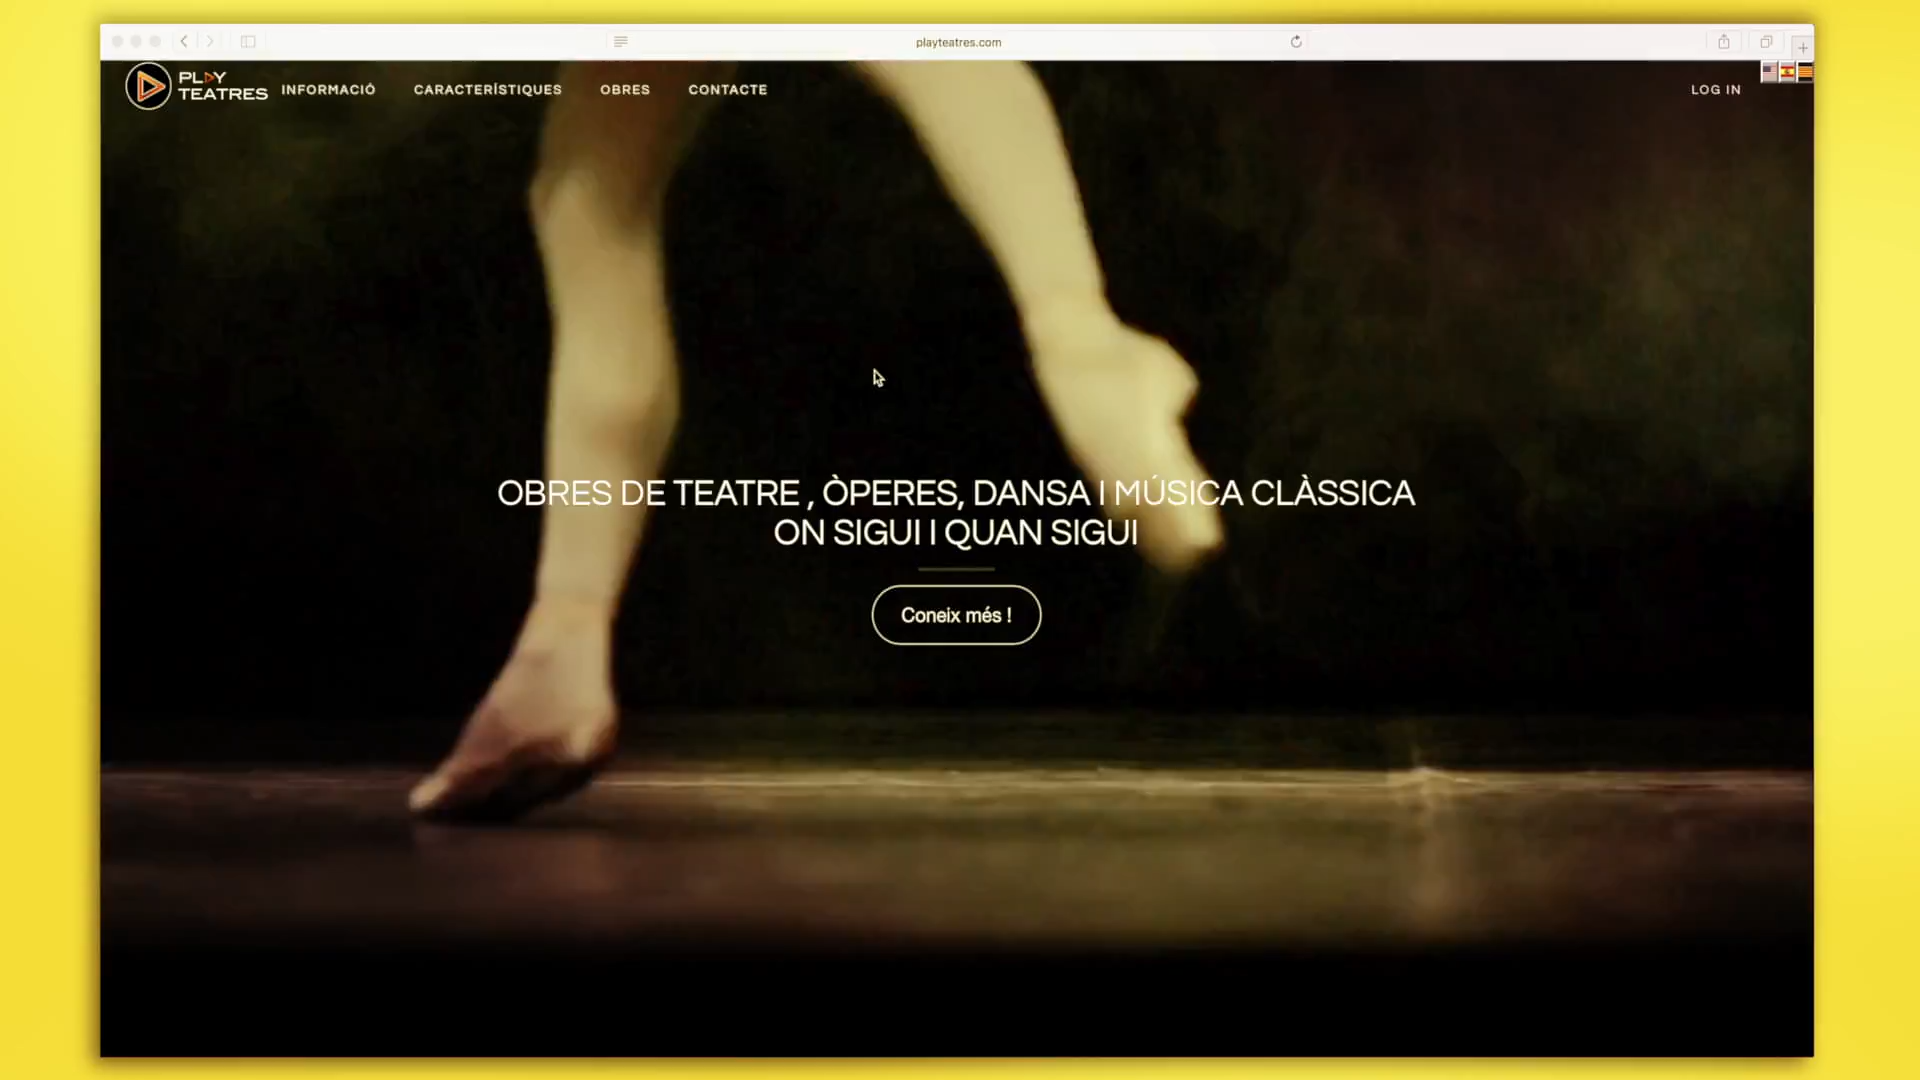 playteatres.com
PLAY
TEATRES
INFORMACIÓ
CARACTERÍSTIQUES
OBRES
CONTACTE
LOG IN
OBRES DE TEATRE , ÒPERES, DANSA I MÚSICA CLÀSSICA
ON SIGUI I QUAN SIGUI
Coneix més !